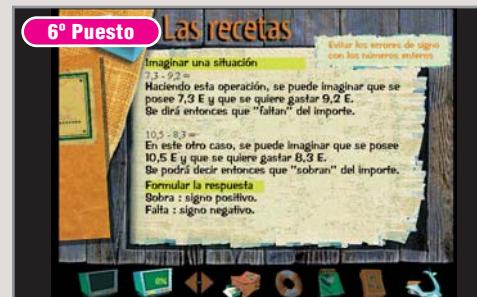 6º Puesto
Las recetas
Evitar los errores de signo
con los números enteros
Imaginar una situación
7,3 - 9,2 =
Haciendo esta operación, se puede imaginar que se
posee 7,3 E y que se quiere gastar 9,2 E.
Se dirá entonces que "faltan" del importe.
10,5 - 8,3 =
En este otro caso, se puede imaginar que se posee
10,5 E y que se quiere gastar 8,3 E.
Se podrá decir entonces que "sobran" del importe.
Formular la respuesta
Sobra : signo positivo.
Falta : signo negativo.